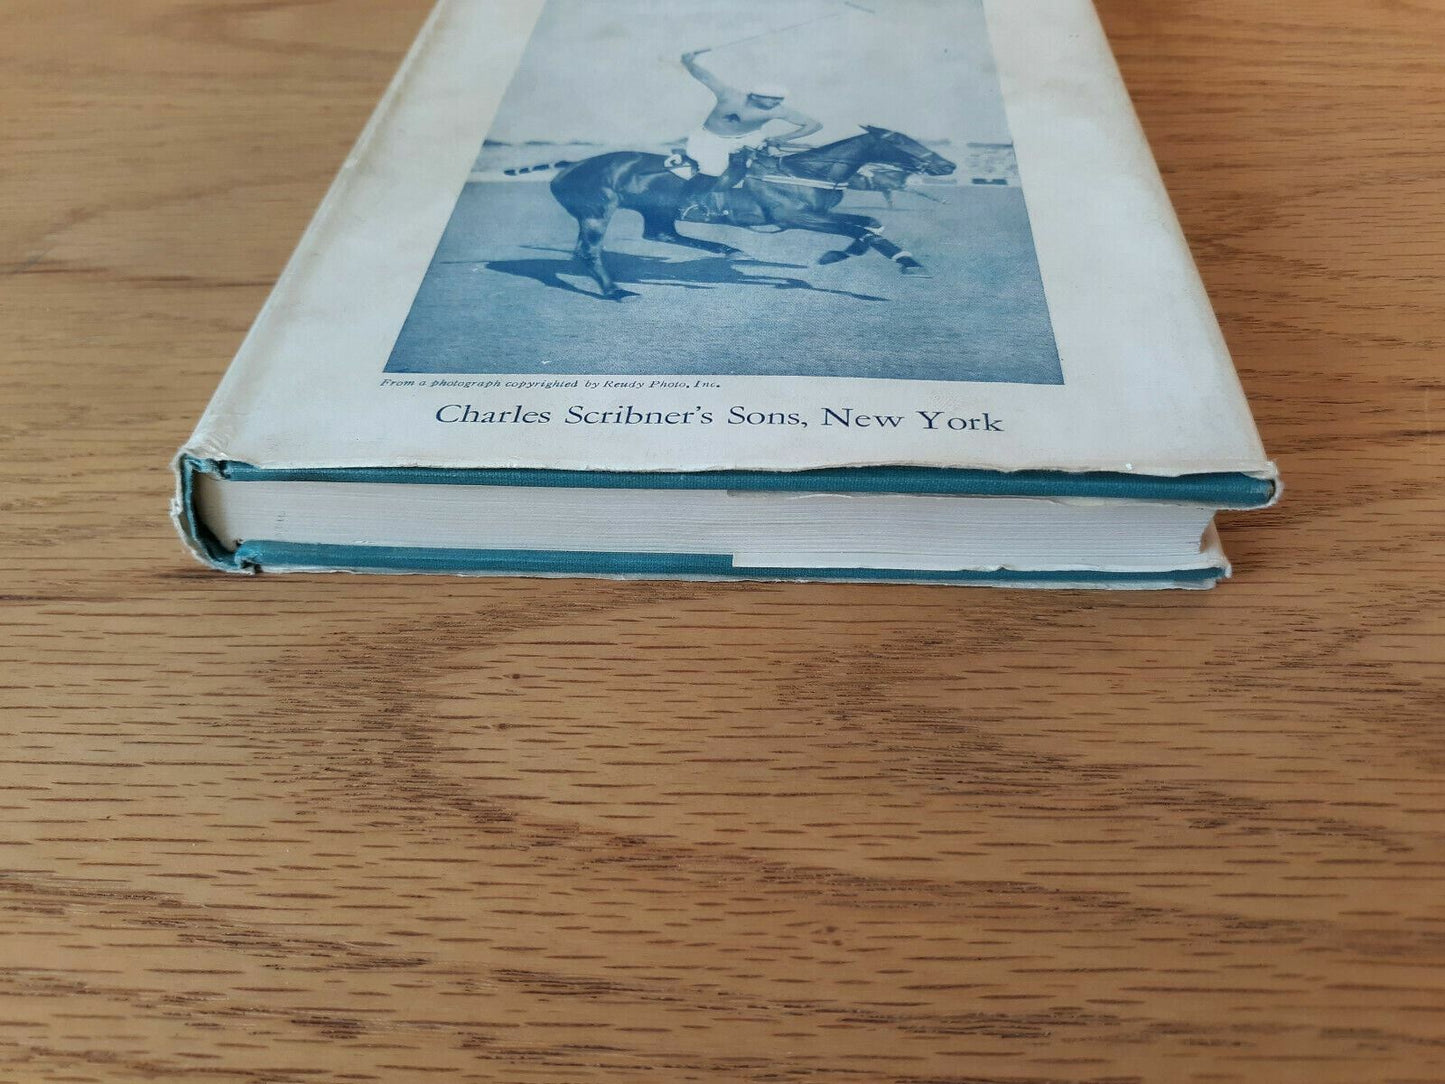 From a photograph copyrighted by Reudy Photo, Inc.
Charles Scribner's Sons, New York